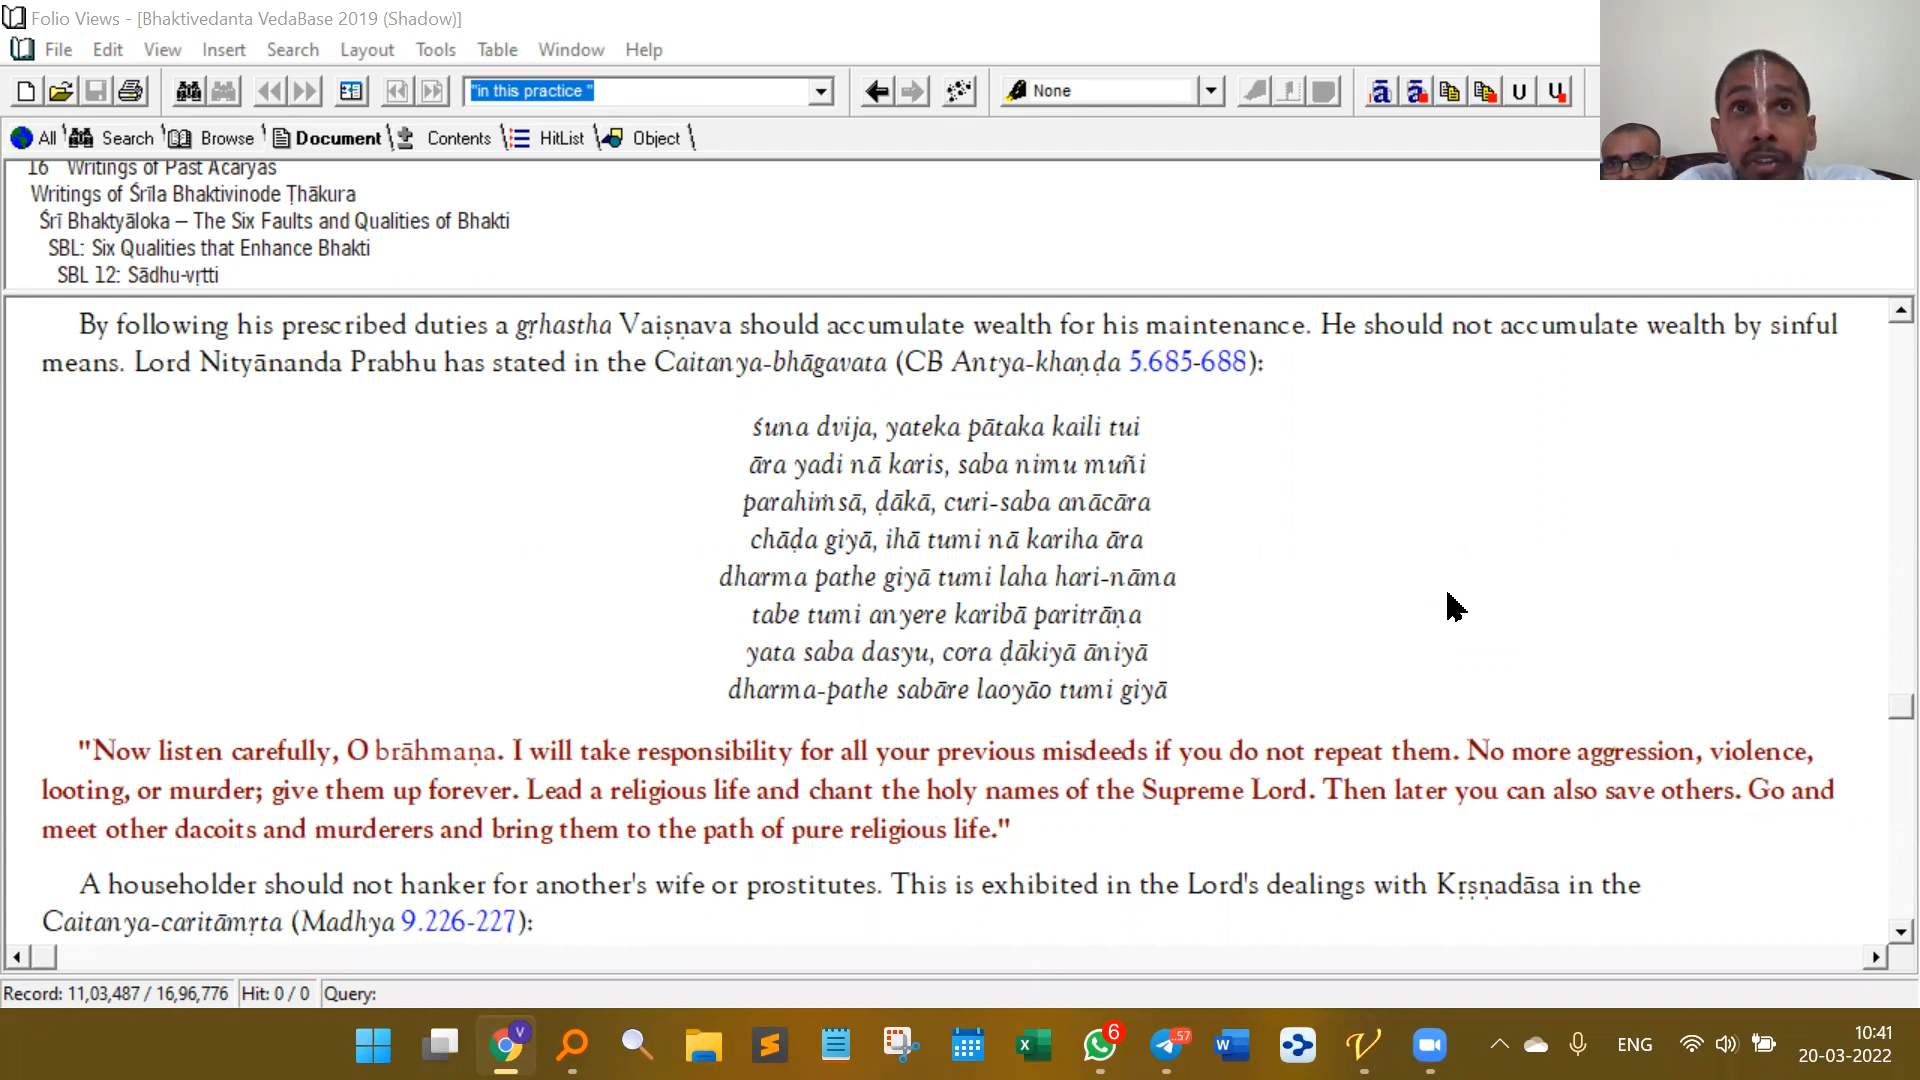 Folio Views - [Bhaktivedanta VedaBase 2019 (Shadow)]
File Edit View Insert Search Layout Tools Table Window Help
"in this practice " None
All Search Browse Document Contents HitList Object
16 Writings of Past Acaryas
Writings of Śrīla Bhaktivinode Ṭhākura
Śrī Bhaktyāloka – The Six Faults and Qualities of Bhakti
SBL: Six Qualities that Enhance Bhakti
SBL 12: Sādhu-vṛtti
By following his prescribed duties a gṛhastha Vaiṣṇava should accumulate wealth for his maintenance. He should not accumulate wealth by sinful
means. Lord Nityānanda Prabhu has stated in the Caitanya-bhāgavata (CB Antya-khaṇḍa 5.685-688):
śuna dvija, yateka pātaka kaili tui
āra yadi nā karis, saba nimu muñi
parahiṁsā, ḍākā, curi-saba anācāra
chāḍa giyā, ihā tumi nā kariha āra
dharma pathe giyā tumi laha hari-nāma
tabe tumi anyere karibā paritrāṇa
yata saba dasyu, cora ḍākiyā āniyā
dharma-pathe sabāre laoyāo tumi giyā
"Now listen carefully, O brāhmaṇa. I will take responsibility for all your previous misdeeds if you do not repeat them. No more aggression, violence,
looting, or murder; give them up forever. Lead a religious life and chant the holy names of the Supreme Lord. Then later you can also save others. Go and
meet other dacoits and murderers and bring them to the path of pure religious life."
A householder should not hanker for another's wife or prostitutes. This is exhibited in the Lord's dealings with Kṛṣṇadāsa in the
Caitanya-caritāmṛta (Madhya 9.226-227):
Record: 11,03,487 / 16,96,776 Hit: 0 / 0 Query:
V
6
57
ENG
10:41
20-03-2022